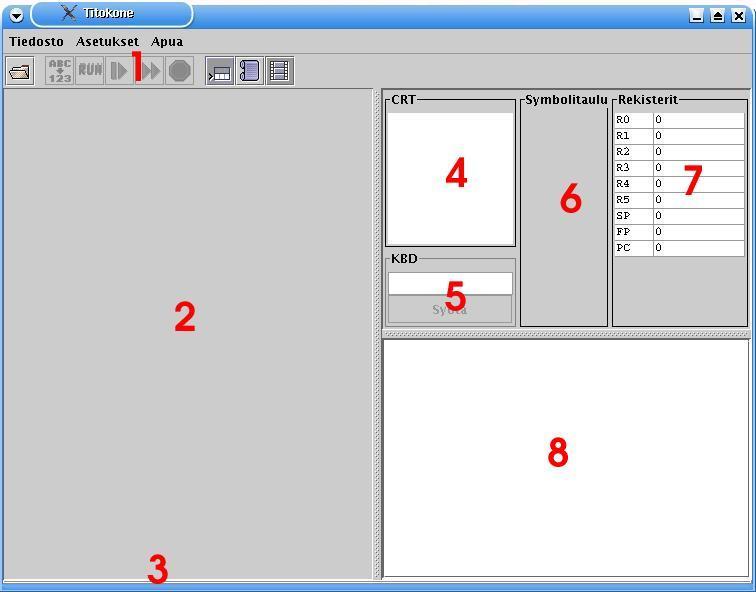 Titokone
Tiedosto Asetukset Apua
1
ABC 123 RUN
CRT
4
KBD
5
Syötä
Symbolitaulu
6
Rekisterit
R0 0
R1 0
R2 0
R3 0
R4 0
R5 0
SP 0
FP 0
PC 0
7
2
8
3